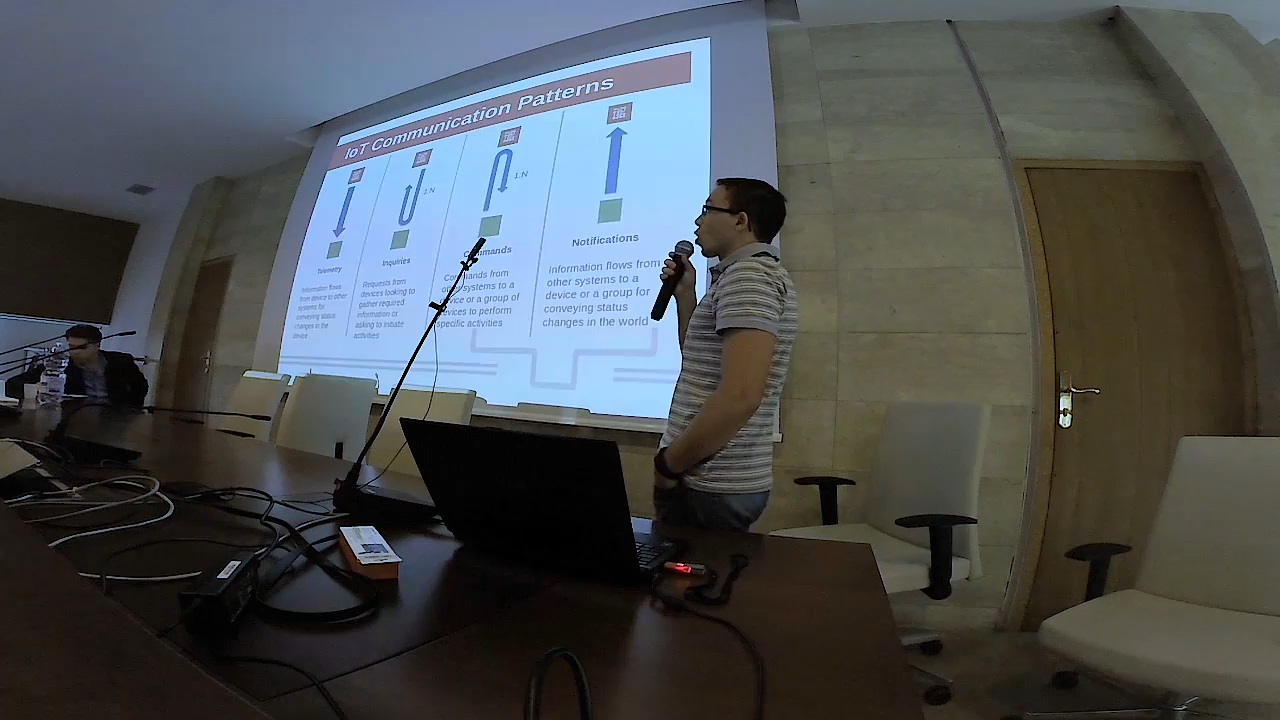 IoT Communication Patterns
1:N
1:N
Telemetry
Information flows
from device to other
systems for
conveying status
changes in the
device
Inquiries
Requests from
devices looking to
gather required
information or
asking to initiate
activities
Commands
Commands from
other systems to a
device or a group of
devices to perform
specific activities
Notifications
Information flows from
other systems to a
device or a group for
conveying status
changes in the world